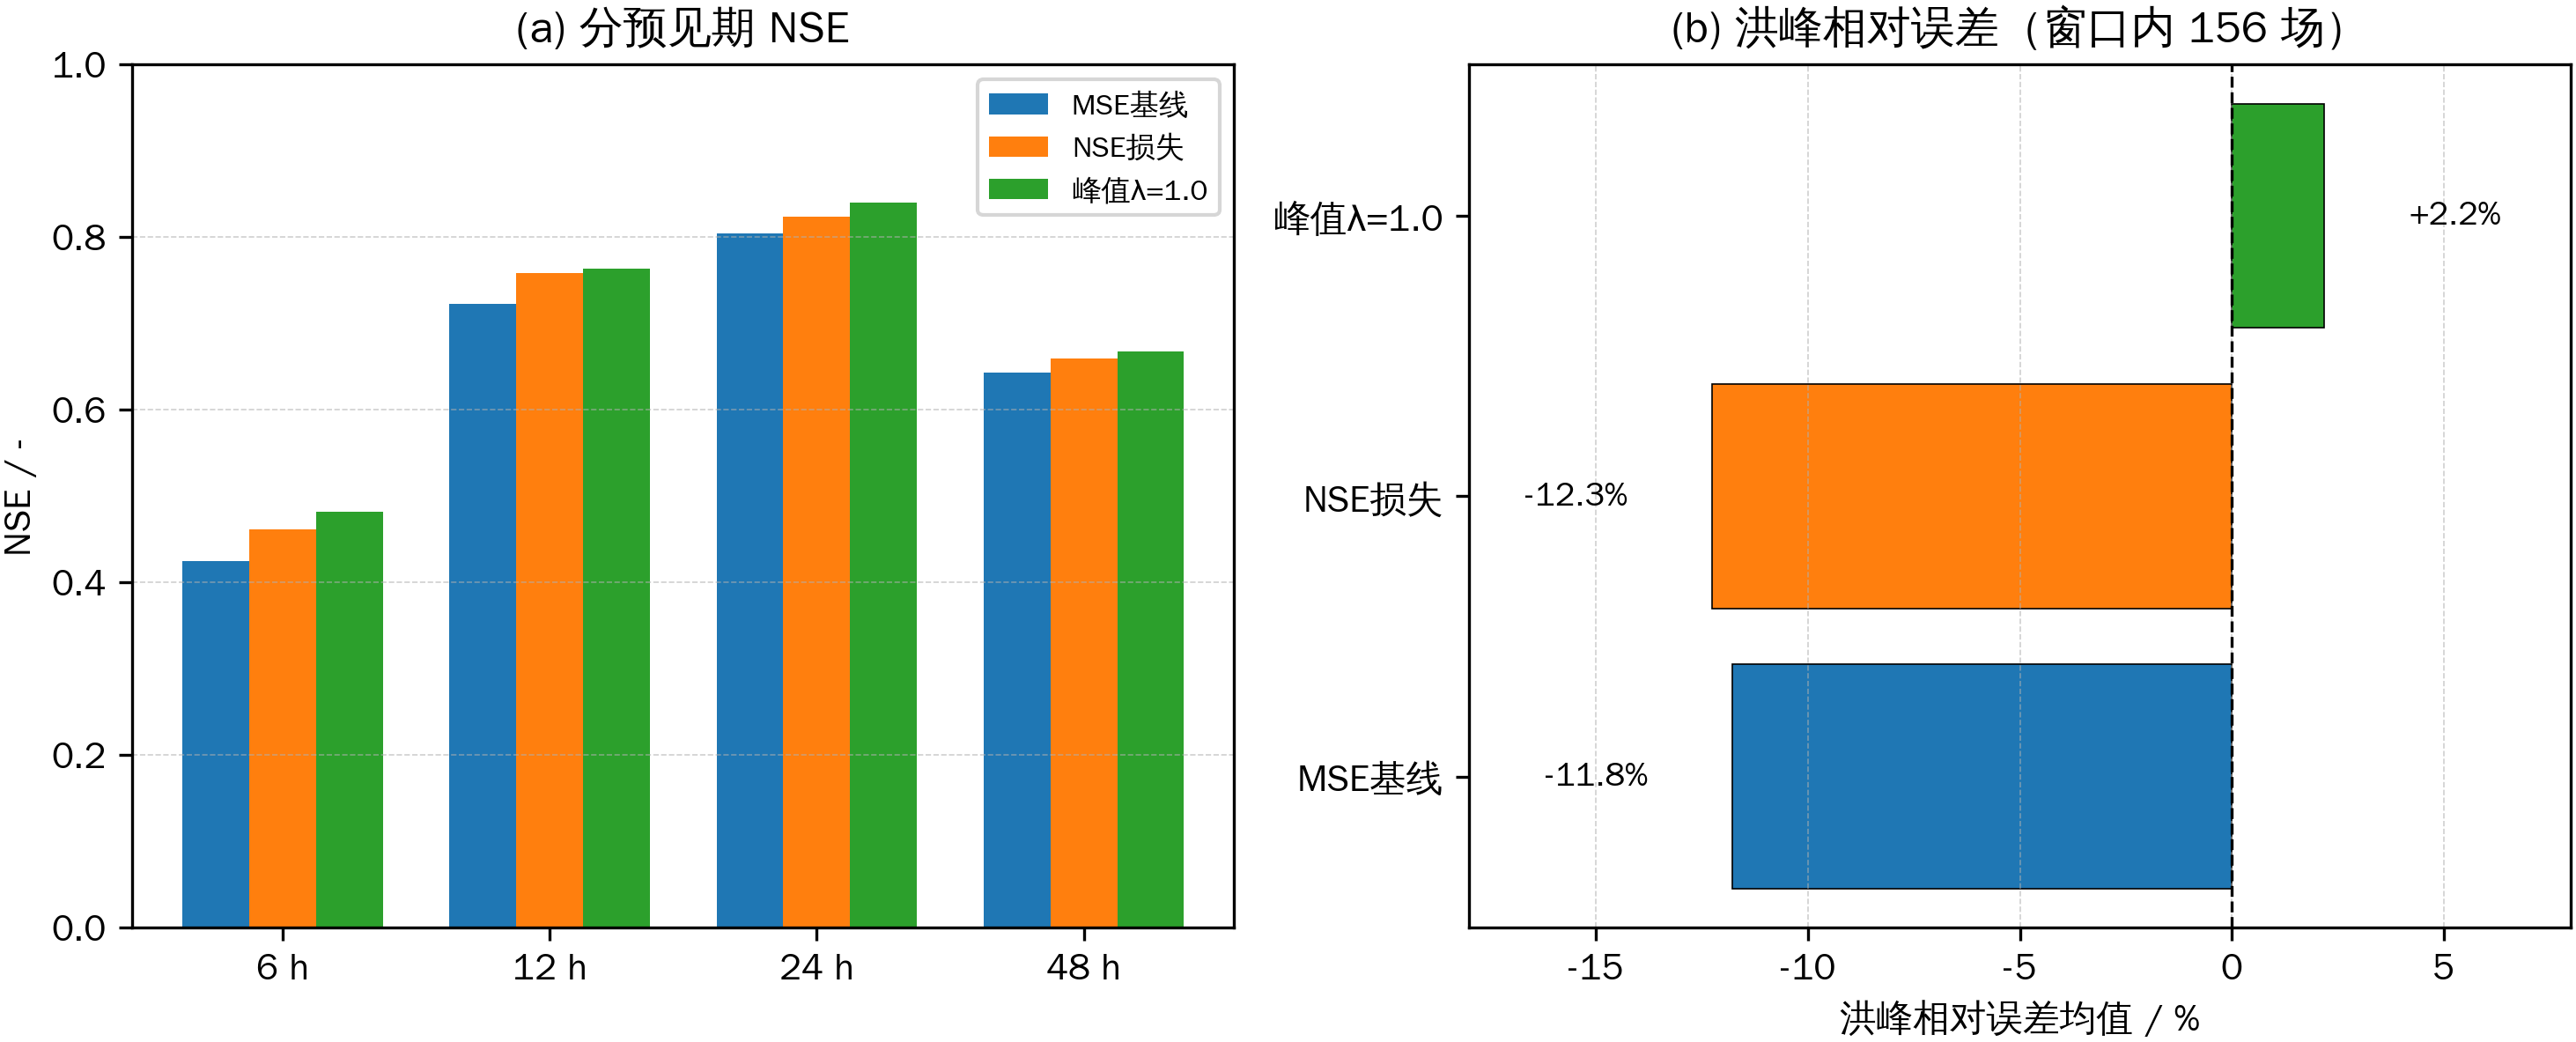 (a) 分预见期 NSE
1.0
0.8
0.6
0.4
0.2
0.0
NSE / -
6 h
12 h
24 h
48 h
MSE基线
NSE损失
峰值λ=1.0
(b) 洪峰相对误差（窗口内 156 场）
峰值λ=1.0
NSE损失
MSE基线
+2.2%
-12.3%
-11.8%
-15
-10
-5
0
5
洪峰相对误差均值 / %